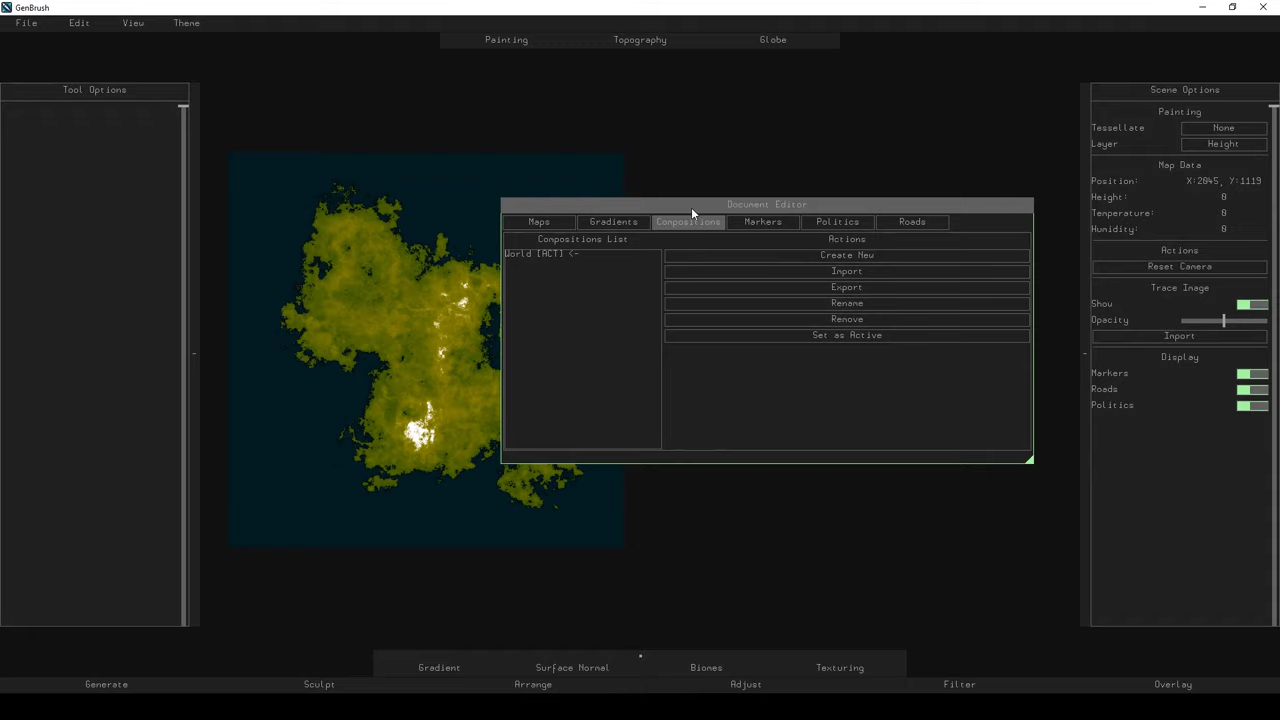 GenBrush
File Edit View Theme
Painting Topography Globe
Tool Options
Document Editor
Maps Gradients Compositions Markers Politics Roads
Compositions List
World [ACT] <-
Actions
Create New
Import
Export
Rename
Remove
Set as Active
Scene Options
Painting
Tessellate None
Layer Height
Map Data
Position: X:2045, Y:1119
Height: 0
Temperature: 0
Humidity: 0
Actions
Reset Camera
Trace Image
Show
Opacity
Import
Display
Markers
Roads
Politics
Gradient Surface Normal Biomes Texturing
Generate Sculpt Arrange Adjust Filter Overlay